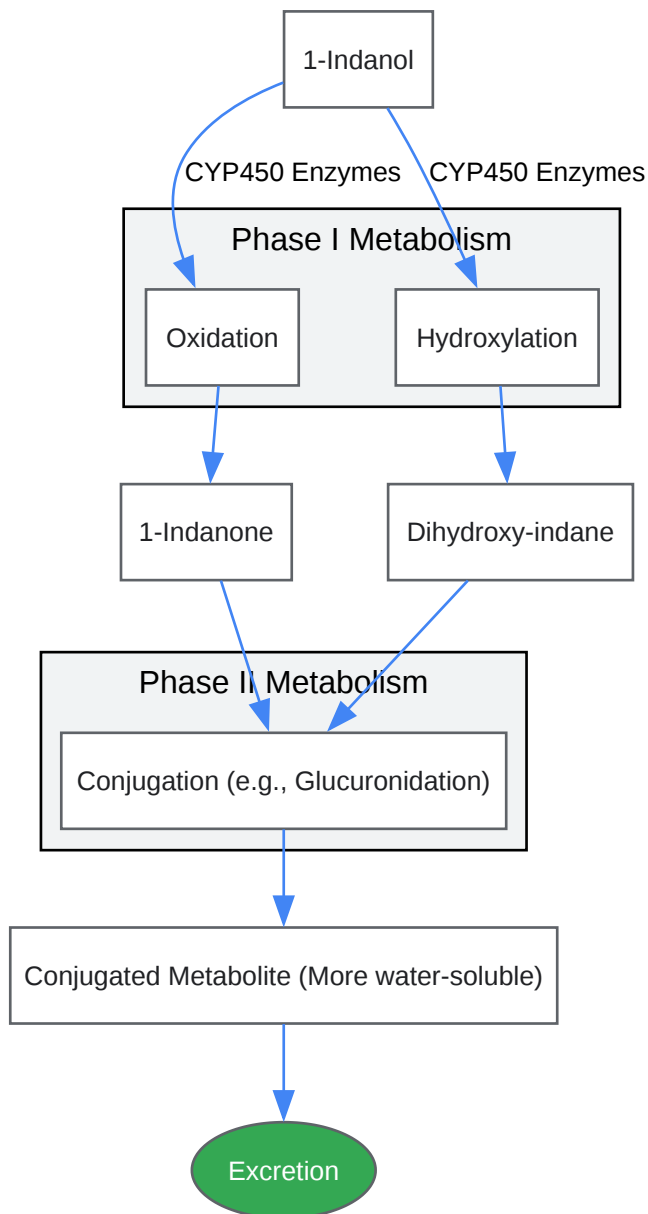 1-Indanol
CYP450 Enzymes
CYP450 Enzymes
Phase I Metabolism
Oxidation
Hydroxylation
1-Indanone
Dihydroxy-indane
Phase II Metabolism
Conjugation (e.g., Glucuronidation)
Conjugated Metabolite (More water-soluble)
Excretion